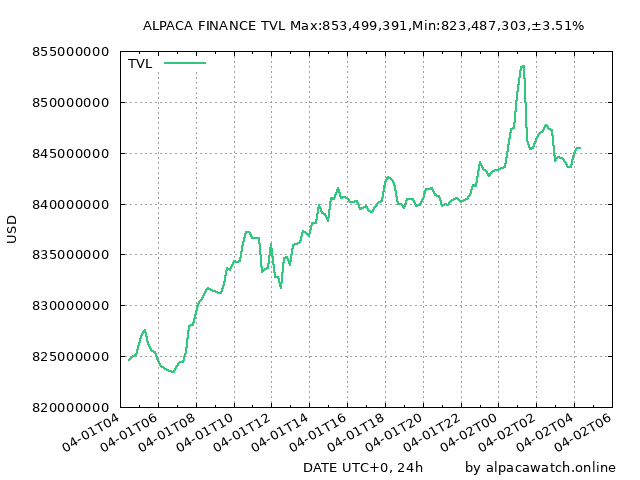 ALPACA FINANCE TVL Max:853,499,391,Min:823,487,303,±3.51%
855000000
TVL
850000000
845000000
840000000
USD
835000000
830000000
825000000
820000000
04-01T04
04-01T06
04-01T08
04-01T10
04-01T12
04-01T14
04-01T16
04-01T18
04-01T20
04-01T22
04-02T00
04-02T02
04-02T04
04-02T06
DATE UTC+0, 24h
by alpacawatch.online